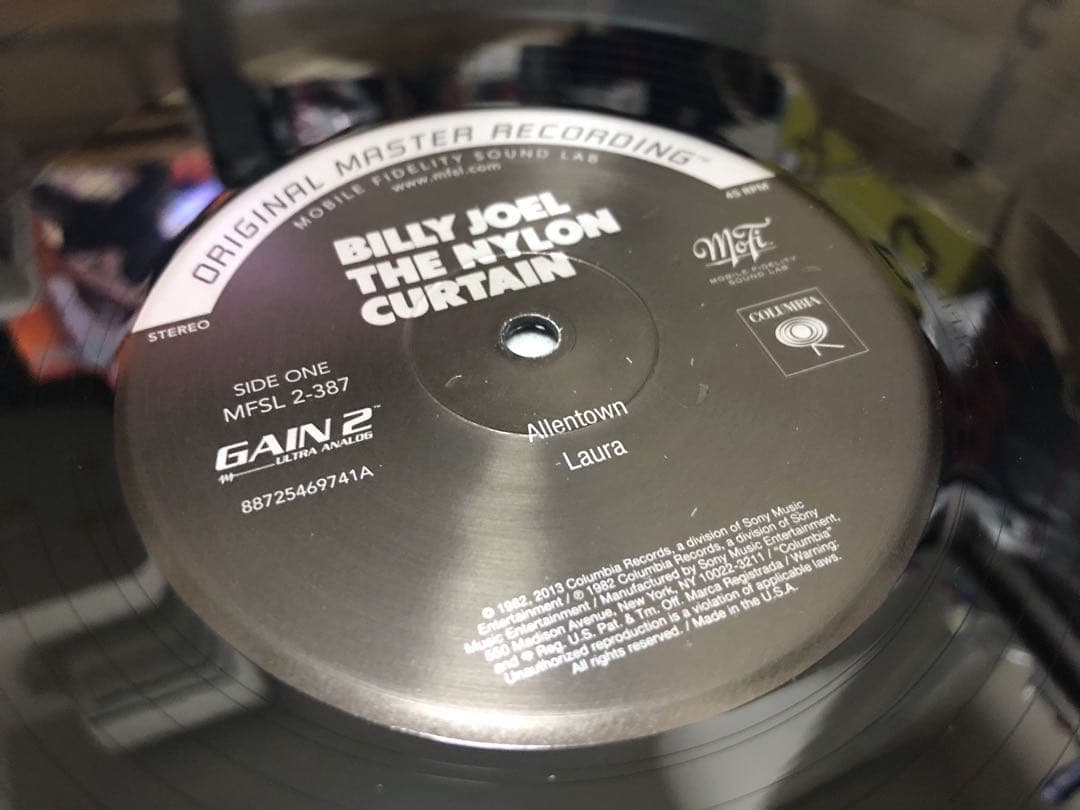 ORIGINAL MASTER RECORDING™
MOBILE FIDELITY SOUND LAB
www.mfsl.com
STEREO
45 RPM
BILLY JOEL
THE NYLON
CURTAIN
MoFi
MOBILE FIDELITY
SOUND LAB
COLUMBIA
SIDE ONE
MFSL 2-387
GAIN 2™
ULTRA ANALOG
88725469741A
Allentown
Laura
© 1982, 2013 Columbia Records, a division of Sony Music
Entertainment / ℗ 1982 Columbia Records, a division of Sony
Music Entertainment / Manufactured by Sony Music Entertainment,
550 Madison Avenue, New York, NY 10022-3211 / "Columbia"
and Reg. U.S. Pat. & Tm. Off. Marca Registrada / Warning:
Unauthorized reproduction is a violation of applicable laws.
All rights reserved. / Made in the U.S.A.